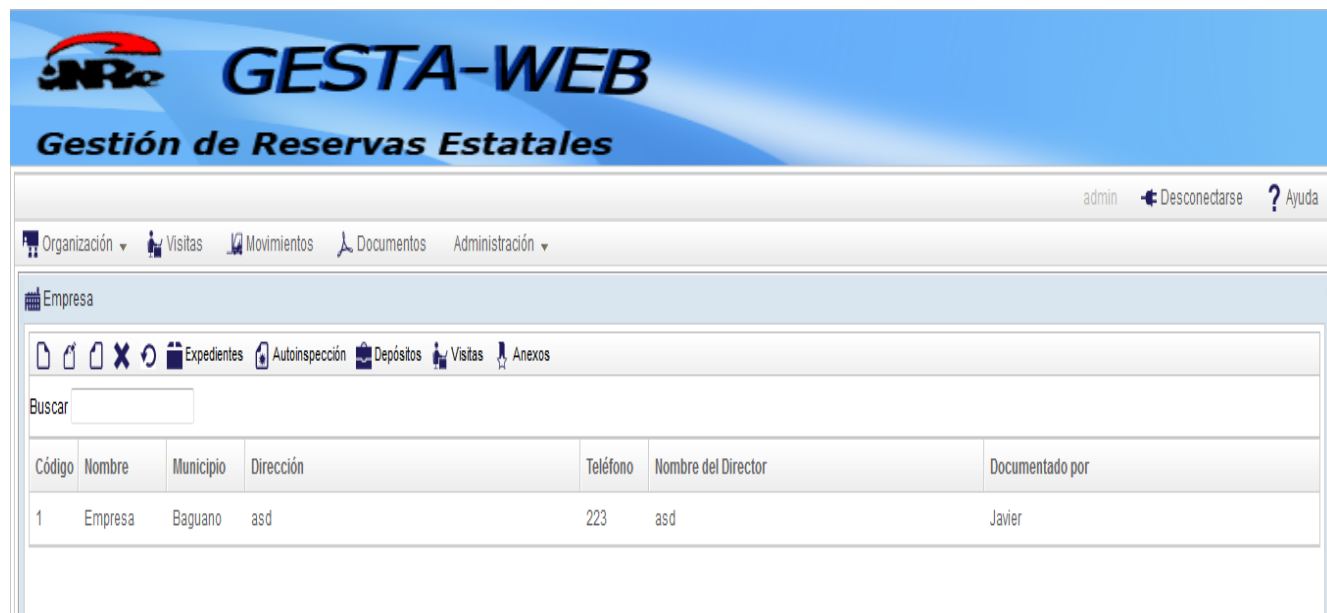 iNRe GESTA-WEB
Gestión de Reservas Estatales
admin Desconectarse ? Ayuda
Organización Visitas Movimientos Documentos Administración
Empresa
Expedientes Autoinspección Depósitos Visitas Anexos
Buscar
Código Nombre Municipio Dirección Teléfono Nombre del Director Documentado por
1 Empresa Baguano asd 223 asd Javier